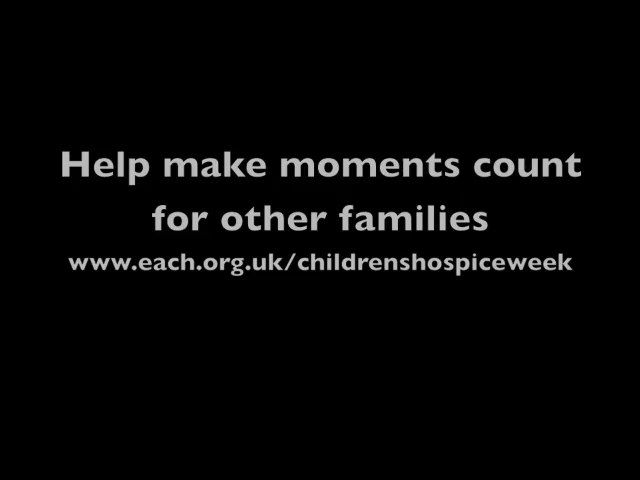 Help make moments count
for other families
www.each.org.uk/childrenshospiceweek